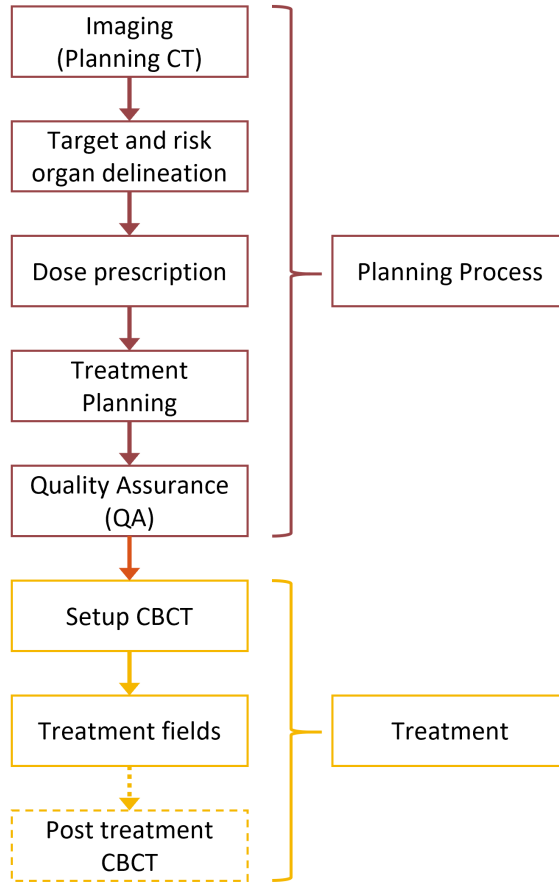 Imaging
(Planning CT)
Target and risk
organ delineation
Dose prescription
Planning Process
Treatment
Planning
Quality Assurance
(QA)
Setup CBCT
Treatment fields
Treatment
Post treatment
CBCT